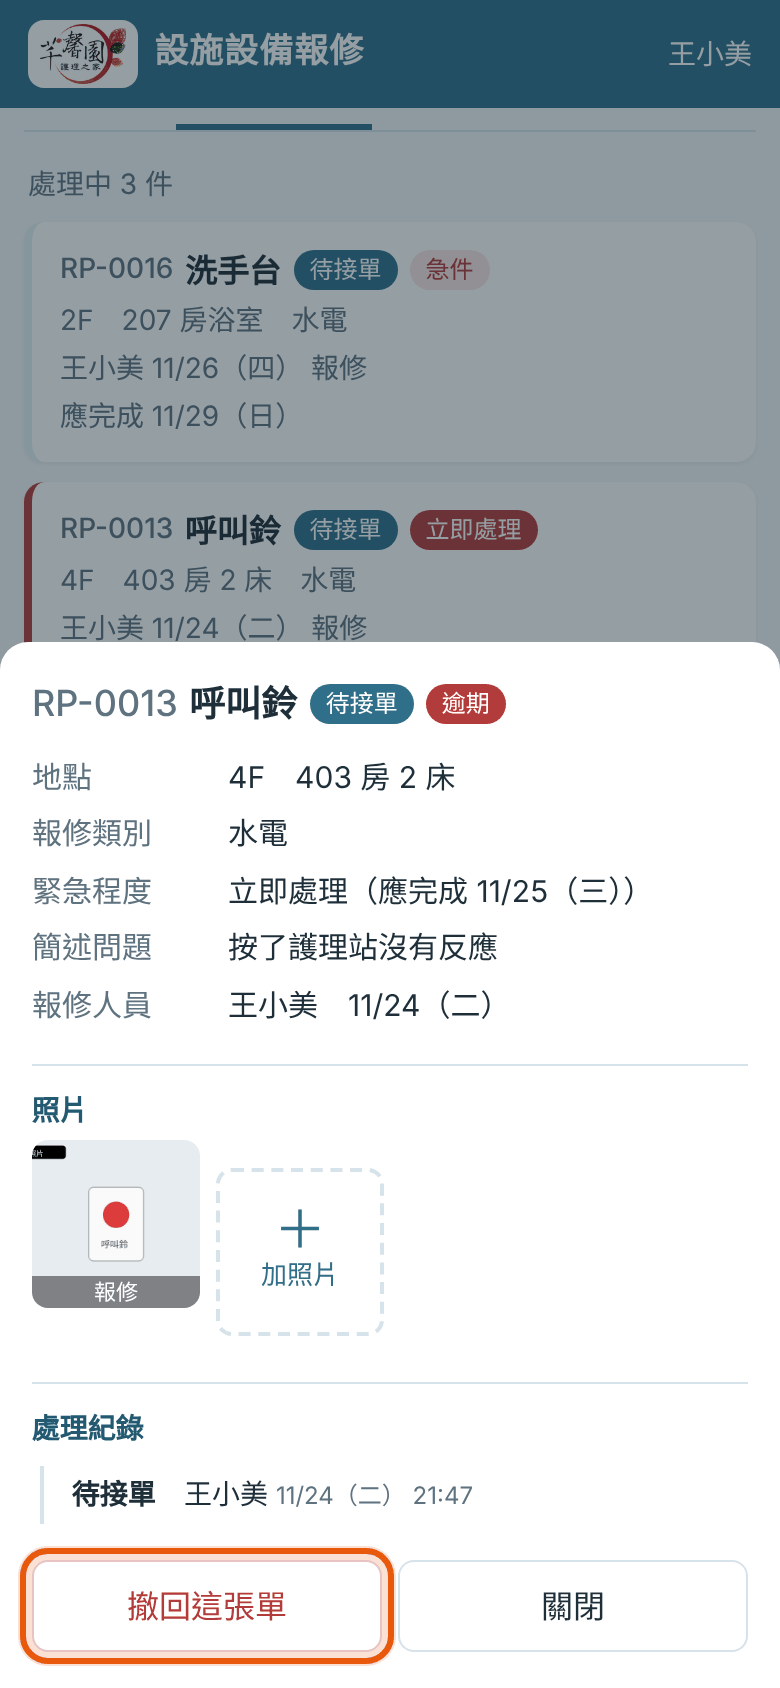 芊馨園
護理之家
設施設備報修
王小美
處理中 3 件
RP-0016 洗手台 待接單 急件
2F 207 房浴室 水電
王小美 11/26（四） 報修
應完成 11/29（日）
RP-0013 呼叫鈴 待接單 立即處理
4F 403 房 2 床 水電
王小美 11/24（二） 報修
RP-0013 呼叫鈴 待接單 逾期
地點 4F 403 房 2 床
報修類別 水電
緊急程度 立即處理（應完成 11/25（三））
簡述問題 按了護理站沒有反應
報修人員 王小美 11/24（二）
照片
呼叫鈴
報修
加照片
處理紀錄
待接單 王小美 11/24（二） 21:47
撤回這張單
關閉